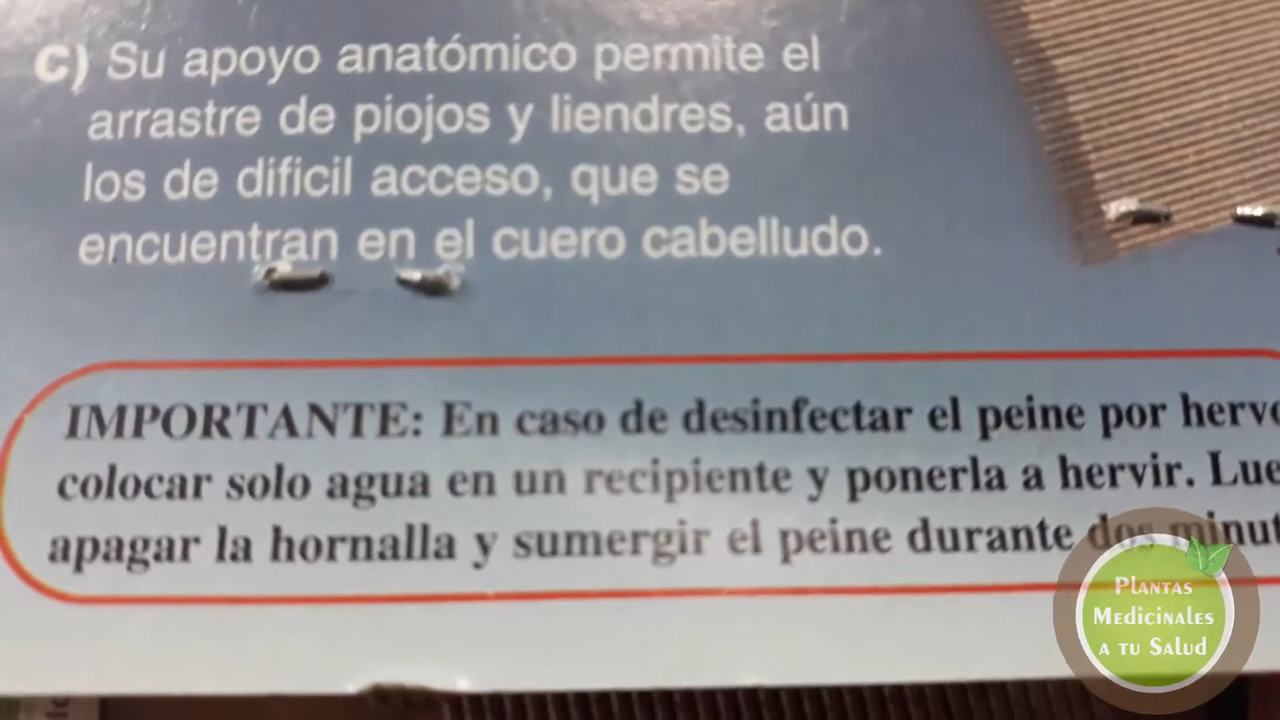 C) Su apoyo anatómico permite el
arrastre de piojos y liendres, aún
los de dificil acceso, que se
encuentran en el cuero cabelludo.
IMPORTANTE: En caso de desinfectar el peine por
colocar solo agua en un recipiente y ponerla a hervir.
apagar la hornalla y sumergir el peine durante dos
Plantas
Medicinales
a tu Salud